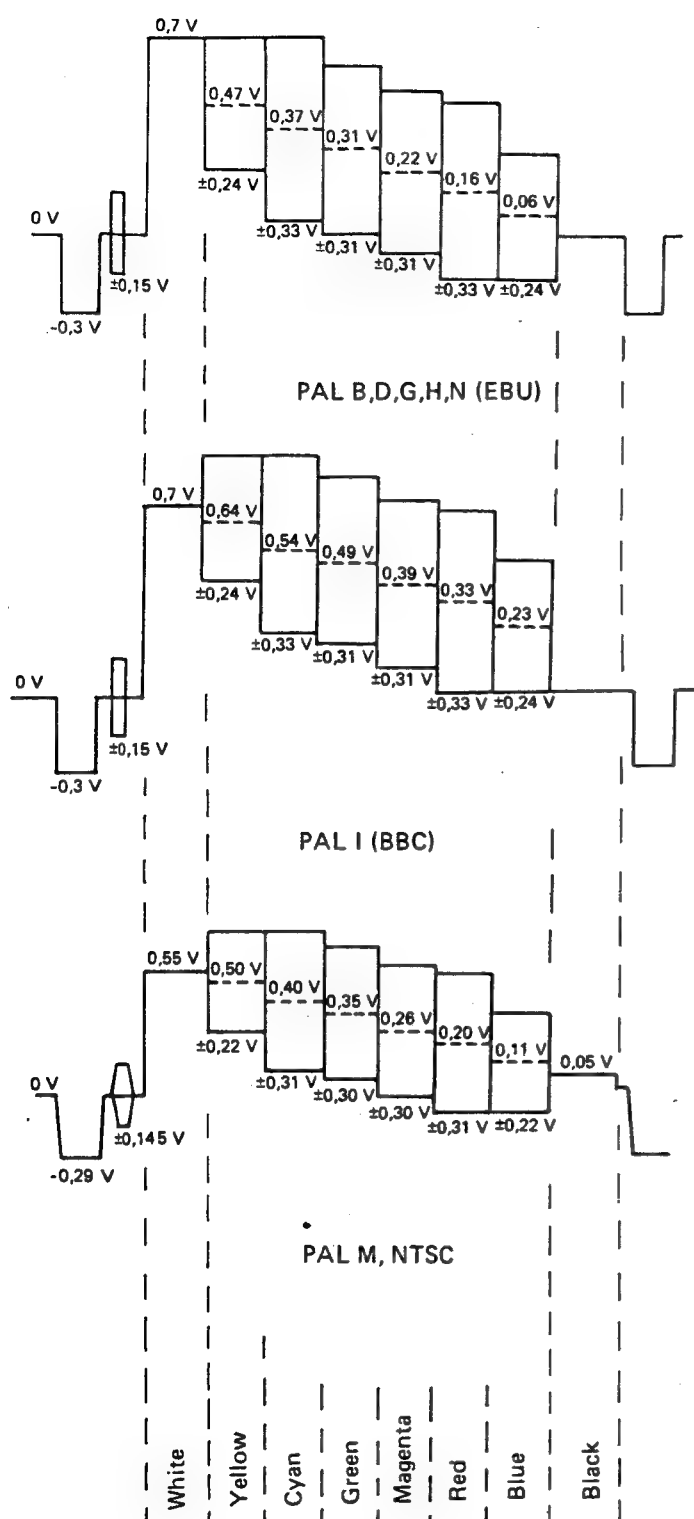 0,7 V
0,47 V
0,37 V
0,31 V
0,22 V
0,16 V
0,06 V
±0,24 V
0 V
±0,33 V
±0,31 V
±0,31 V
±0,15 V
±0,33 V
±0,24 V
-0,3 V
PAL B,D,G,H,N (EBU)
0,7 V
0,64 V
0,54 V
0,49 V
0,39 V
0,33 V
0,23 V
±0,24 V
±0,33 V
±0,31 V
±0,31 V
0 V
±0,33 V
±0,24 V
±0,15 V
-0,3 V
PAL I (BBC)
0,55 V
0,50 V
0,40 V
0,35 V
0,26 V
0,20 V
0,11 V
0,05 V
±0,22 V
0 V
±0,31 V
±0,30 V
±0,30 V
±0,31 V
±0,22 V
±0,145 V
-0,29 V
PAL M, NTSC
White
Yellow
Cyan
Green
Magenta
Red
Blue
Black